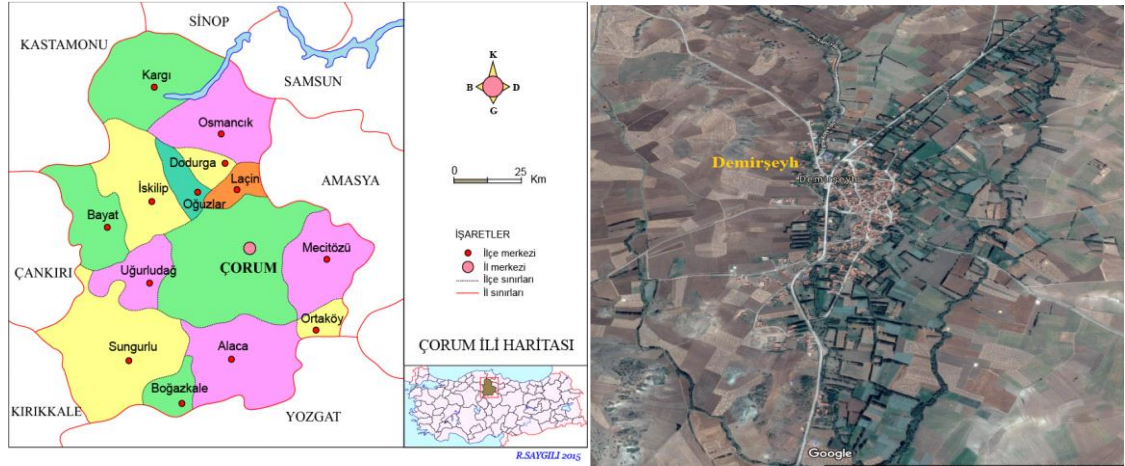 SİNOP
KASTAMONU
SAMSUN
Kargı
Osmancık
Dodurga
Laçin
AMASYA
İskilip
Oğuzlar
Bayat
Mecitözü
ÇORUM
ÇANKIRI
Uğurludağ
Ortaköy
Sungurlu
Alaca
Boğazkale
KIRIKKALE
YOZGAT
K
B D
G
0 25
Km
İŞARETLER
İlçe merkezi
İl merkezi
İlçe sınırları
İl sınırları
ÇORUM İLİ HARİTASI
R.SAYGILI 2015
Demirşeyh
Demirşeyh
Google